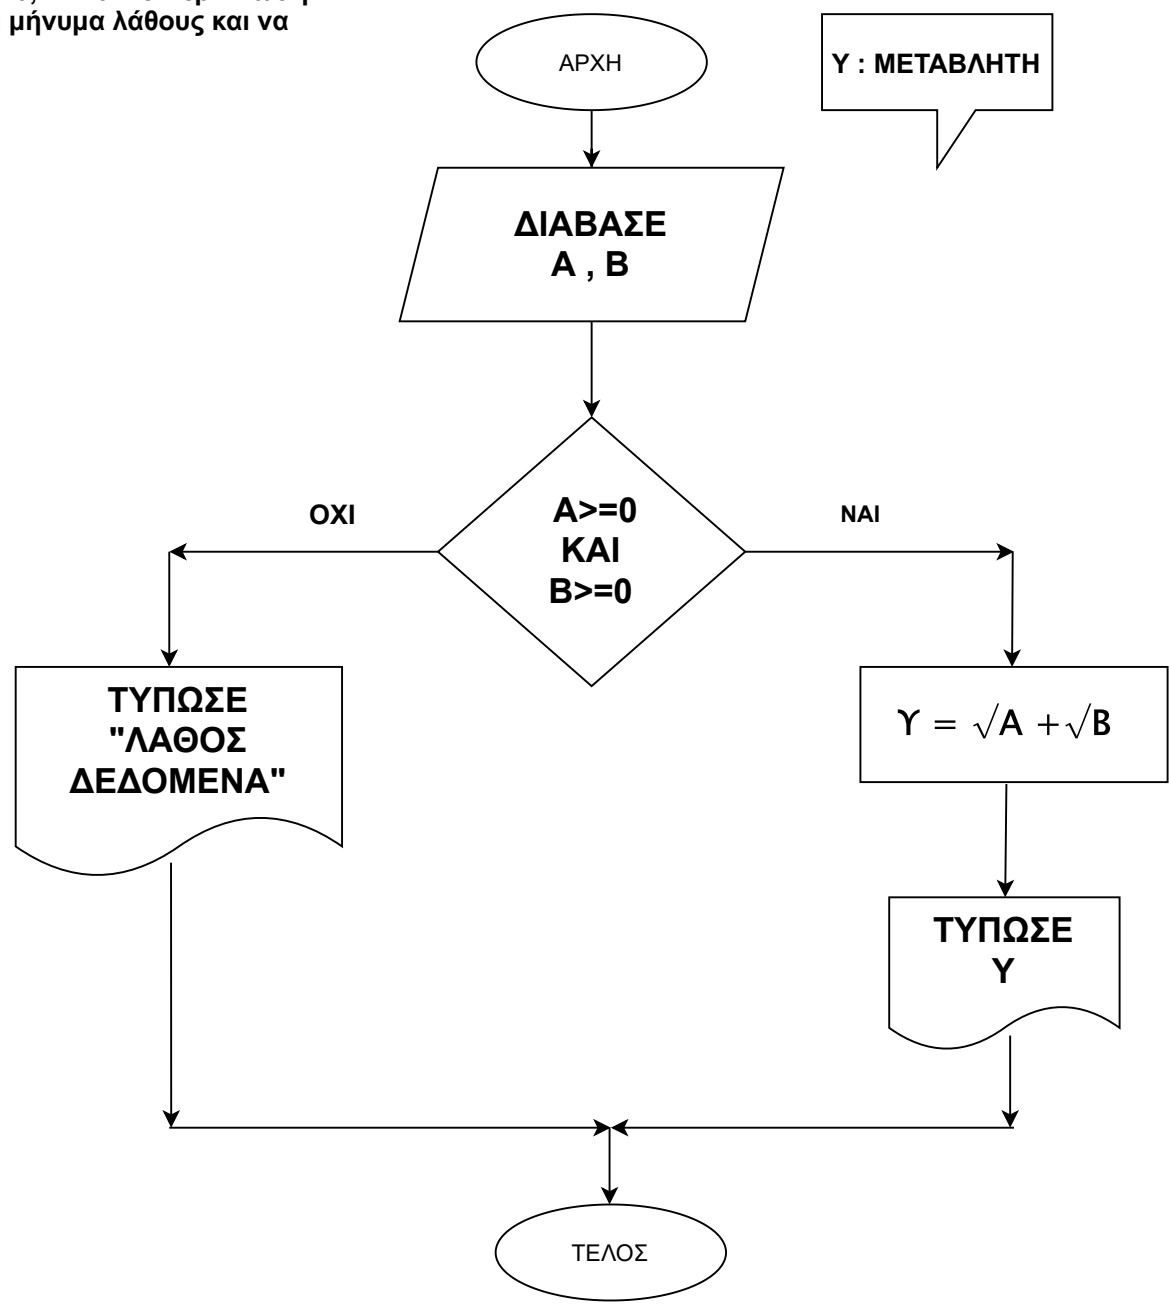 μήνυμα λάθους και να
ΑΡΧΗ
Υ : ΜΕΤΑΒΛΗΤΗ
ΔΙΑΒΑΣΕ
Α , Β
Α>=0
ΚΑΙ
Β>=0
ΟΧΙ
ΝΑΙ
ΤΥΠΩΣΕ
"ΛΑΘΟΣ
ΔΕΔΟΜΕΝΑ"
Υ = √Α +√Β
ΤΥΠΩΣΕ
Υ
ΤΕΛΟΣ